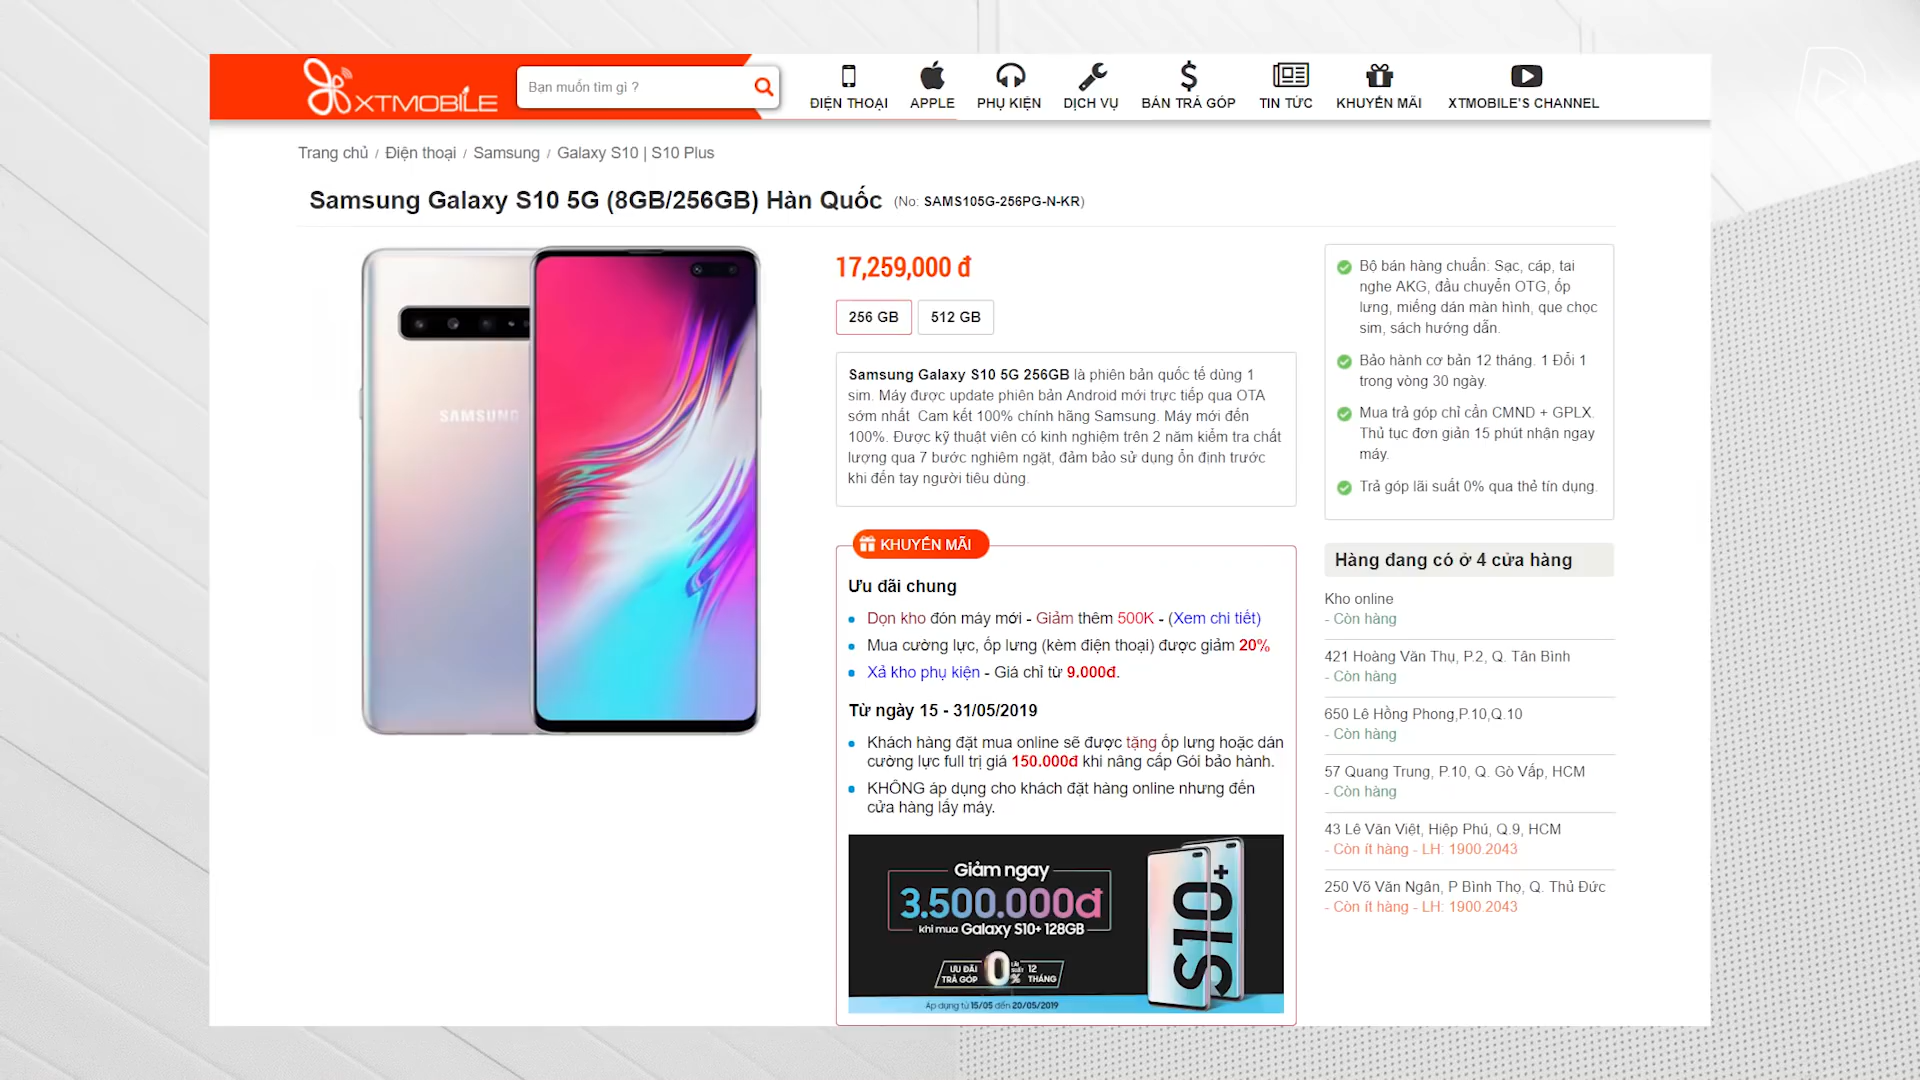 XTMOBILE
Bạn muốn tìm gì ?
ĐIỆN THOẠI
APPLE
PHỤ KIỆN
DỊCH VỤ
BÁN TRẢ GÓP
TIN TỨC
KHUYẾN MÃI
XTMOBILE'S CHANNEL
Trang chủ / Điện thoại / Samsung / Galaxy S10 | S10 Plus
Samsung Galaxy S10 5G (8GB/256GB) Hàn Quốc (No: SAMS105G-256PG-N-KR)
SAMSUNG
17,259,000 đ
256 GB
512 GB
Samsung Galaxy S10 5G 256GB là phiên bản quốc tế dùng 1
sim. Máy được update phiên bản Android mới trực tiếp qua OTA
sớm nhất Cam kết 100% chính hãng Samsung. Máy mới đến
100%. Được kỹ thuật viên có kinh nghiệm trên 2 năm kiểm tra chất
lượng qua 7 bước nghiêm ngặt, đảm bảo sử dụng ổn định trước
khi đến tay người tiêu dùng.
KHUYẾN MÃI
Ưu đãi chung
Dọn kho đón máy mới - Giảm thêm 500K - (Xem chi tiết)
Mua cường lực, ốp lưng (kèm điện thoại) được giảm 20%
Xả kho phụ kiện - Giá chỉ từ 9.000đ.
Từ ngày 15 - 31/05/2019
Khách hàng đặt mua online sẽ được tặng ốp lưng hoặc dán
cường lực full trị giá 150.000đ khi nâng cấp Gói bảo hành.
KHÔNG áp dụng cho khách đặt hàng online nhưng đến
cửa hàng lấy máy.
Giảm ngay
3.500.000đ
khi mua Galaxy S10+ 128GB
ƯU ĐÃI
TRẢ GÓP
0%
LÃI
SUẤT
12
THÁNG
Áp dụng từ 15/05 đến 20/05/2019
S10+
Bộ bán hàng chuẩn: Sạc, cáp, tai
nghe AKG, đầu chuyển OTG, ốp
lưng, miếng dán màn hình, que chọc
sim, sách hướng dẫn.
Bảo hành cơ bản 12 tháng. 1 Đổi 1
trong vòng 30 ngày.
Mua trả góp chỉ cần CMND + GPLX.
Thủ tục đơn giản 15 phút nhận ngay
máy.
Trả góp lãi suất 0% qua thẻ tín dụng.
Hàng đang có ở 4 cửa hàng
Kho online
- Còn hàng
421 Hoàng Văn Thụ, P.2, Q. Tân Bình
- Còn hàng
650 Lê Hồng Phong,P.10,Q.10
- Còn hàng
57 Quang Trung, P.10, Q. Gò Vấp, HCM
- Còn hàng
43 Lê Văn Việt, Hiệp Phú, Q.9, HCM
- Còn ít hàng - LH: 1900.2043
250 Võ Văn Ngân, P Bình Thọ, Q. Thủ Đức
- Còn ít hàng - LH: 1900.2043